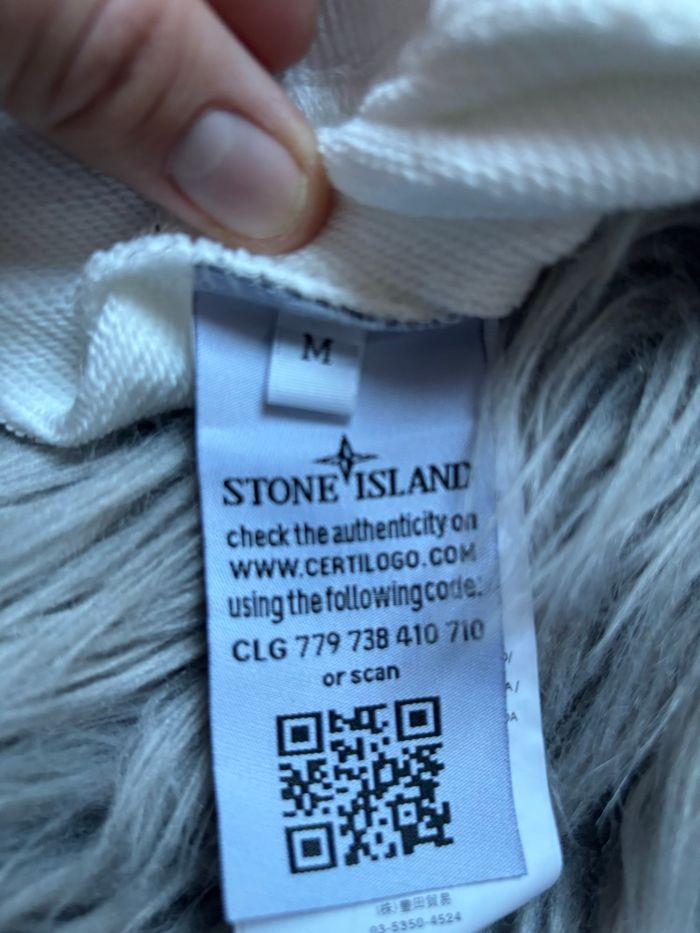 M
STONE ISLAND
check the authenticity on
WWW.CERTILOGO.COM
using the following code:
CLG 779 738 410 710
or scan
A/
(株)豊田貿易
03-5350-4524